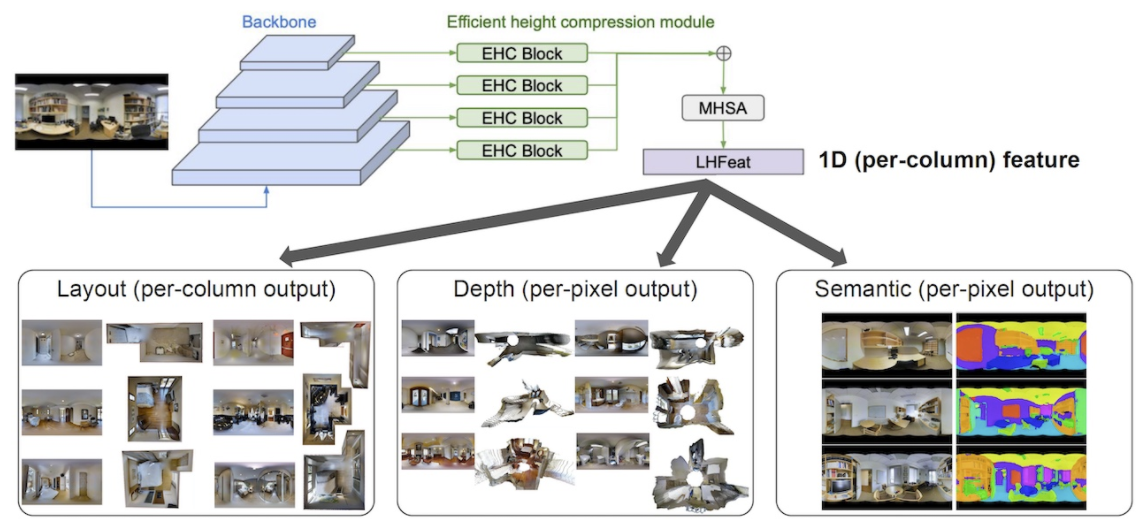 Backbone
Efficient height compression module
EHC Block
EHC Block
EHC Block
EHC Block
MHSA
LHFeat
1D (per-column) feature
Layout (per-column output)
Depth (per-pixel output)
Semantic (per-pixel output)